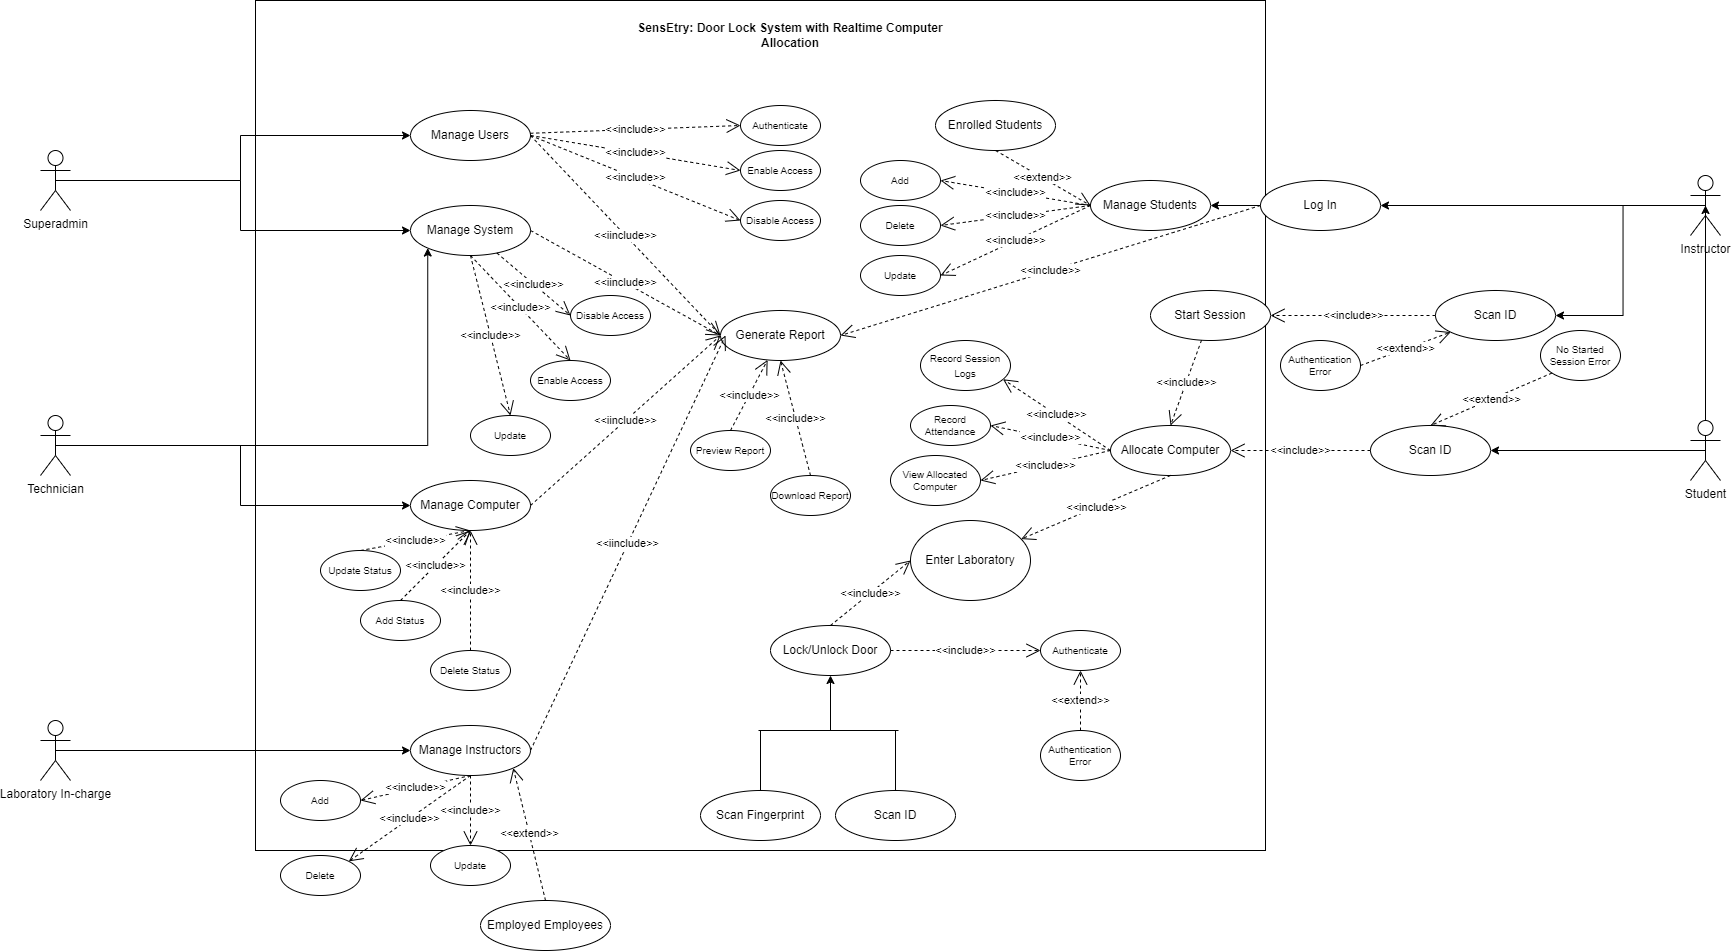 SensEtry: Door Lock System with Realtime Computer
Allocation
Superadmin
Technician
Laboratory In-charge
Instructor
Student
Manage Users
<<include>>
<<include>>
<<include>>
Authenticate
Enable Access
Disable Access
<<iinclude>>
Manage System
<<include>>
<<include>>
<<include>>
<<iinclude>>
Disable Access
Enable Access
Update
Generate Report
<<include>>
<<include>>
Preview Report
Download Report
<<iinclude>>
Manage Computer
<<include>>
<<include>>
<<include>>
Update Status
Add Status
Delete Status
<<iinclude>>
Manage Instructors
<<include>>
<<include>>
<<include>>
<<extend>>
Add
Delete
Update
Employed Employees
Enrolled Students
<<extend>>
Add
Delete
Update
<<include>>
<<include>>
<<include>>
Manage Students
Log In
<<include>>
Start Session
<<include>>
Scan ID
Authentication
Error
<<extend>>
No Started
Session Error
<<extend>>
<<include>>
Record Session
Logs
Record
Attendance
View Allocated
Computer
<<include>>
<<include>>
<<include>>
Allocate Computer
<<include>>
Scan ID
<<include>>
Enter Laboratory
<<include>>
Lock/Unlock Door
<<include>>
Authenticate
<<extend>>
Authentication
Error
Scan Fingerprint
Scan ID